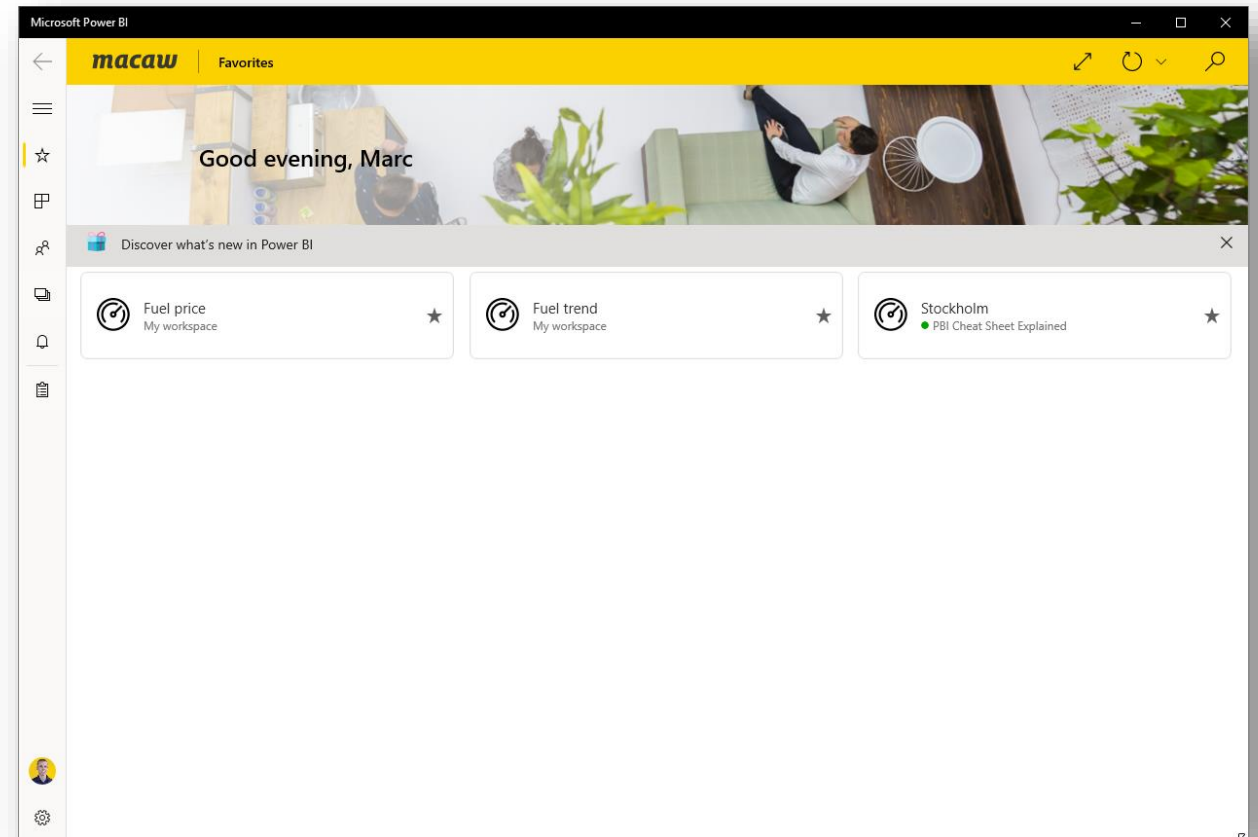 Microsoft Power BI
macaw
Favorites
Good evening, Marc
Discover what's new in Power BI
Fuel price
My workspace
Fuel trend
My workspace
Stockholm
PBI Cheat Sheet Explained